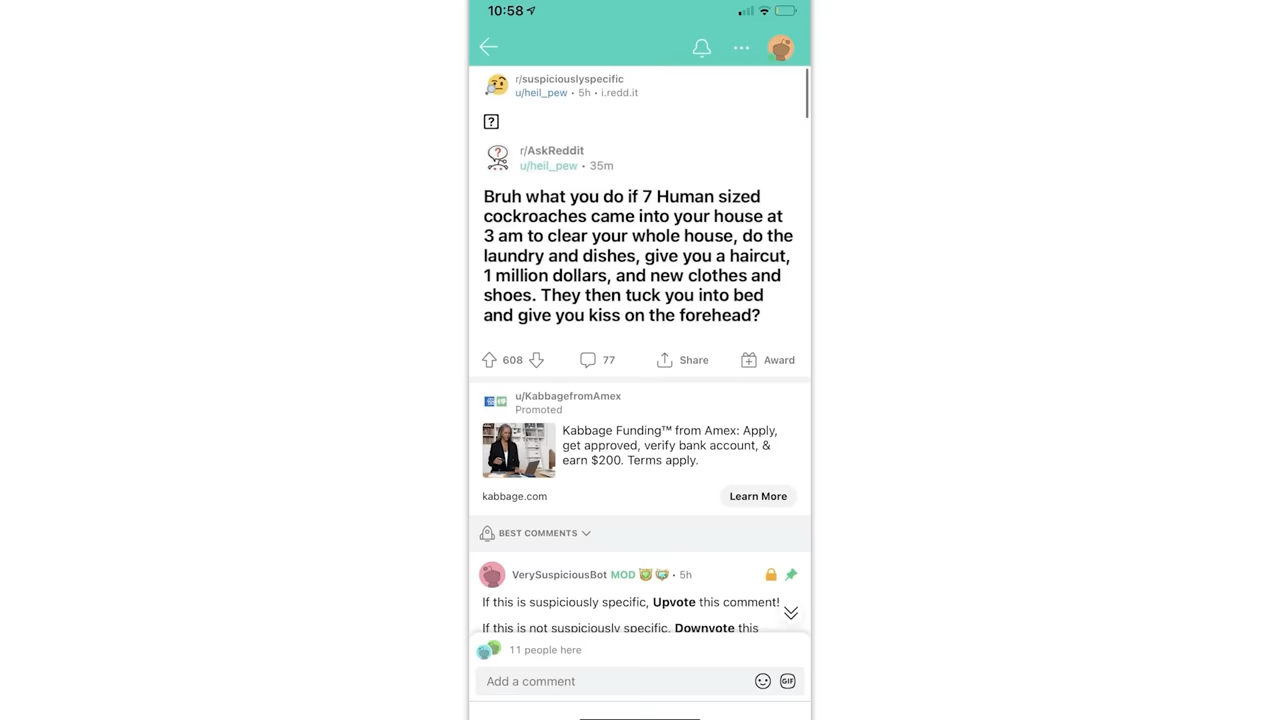 10:58
r/suspiciouslyspecific
u/heil_pew • 5h • i.redd.it
?
r/AskReddit
u/heil_pew • 35m
Bruh what you do if 7 Human sized
cockroaches came into your house at
3 am to clear your whole house, do the
laundry and dishes, give you a haircut,
1 million dollars, and new clothes and
shoes. They then tuck you into bed
and give you kiss on the forehead?
608 77 Share Award
u/KabbagefromAmex
Promoted
Kabbage Funding™ from Amex: Apply,
get approved, verify bank account, &
earn $200. Terms apply.
kabbage.com Learn More
BEST COMMENTS
VerySuspiciousBot MOD • 5h
If this is suspiciously specific, Upvote this comment!
If this is not suspiciously specific, Downvote this
11 people here
Add a comment GIF